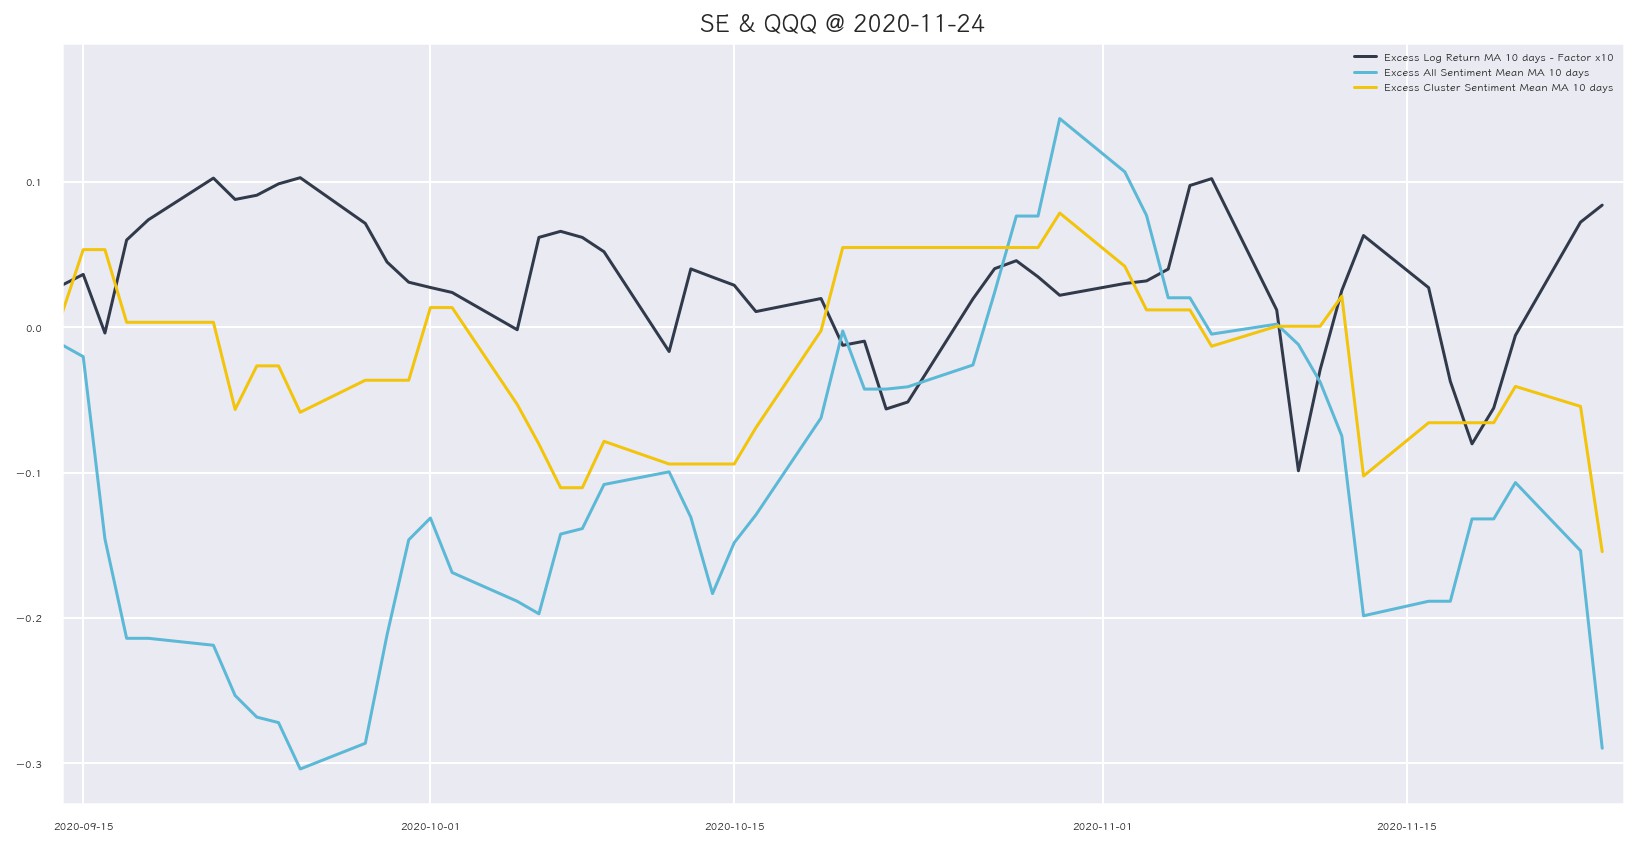 SE & QQQ @ 2020-11-24
Excess Log Return MA 10 days - Factor x10
Excess All Sentiment Mean MA 10 days
Excess Cluster Sentiment Mean MA 10 days
0.1
0.0
−0.1
−0.2
−0.3
2020-09-15
2020-10-01
2020-10-15
2020-11-01
2020-11-15